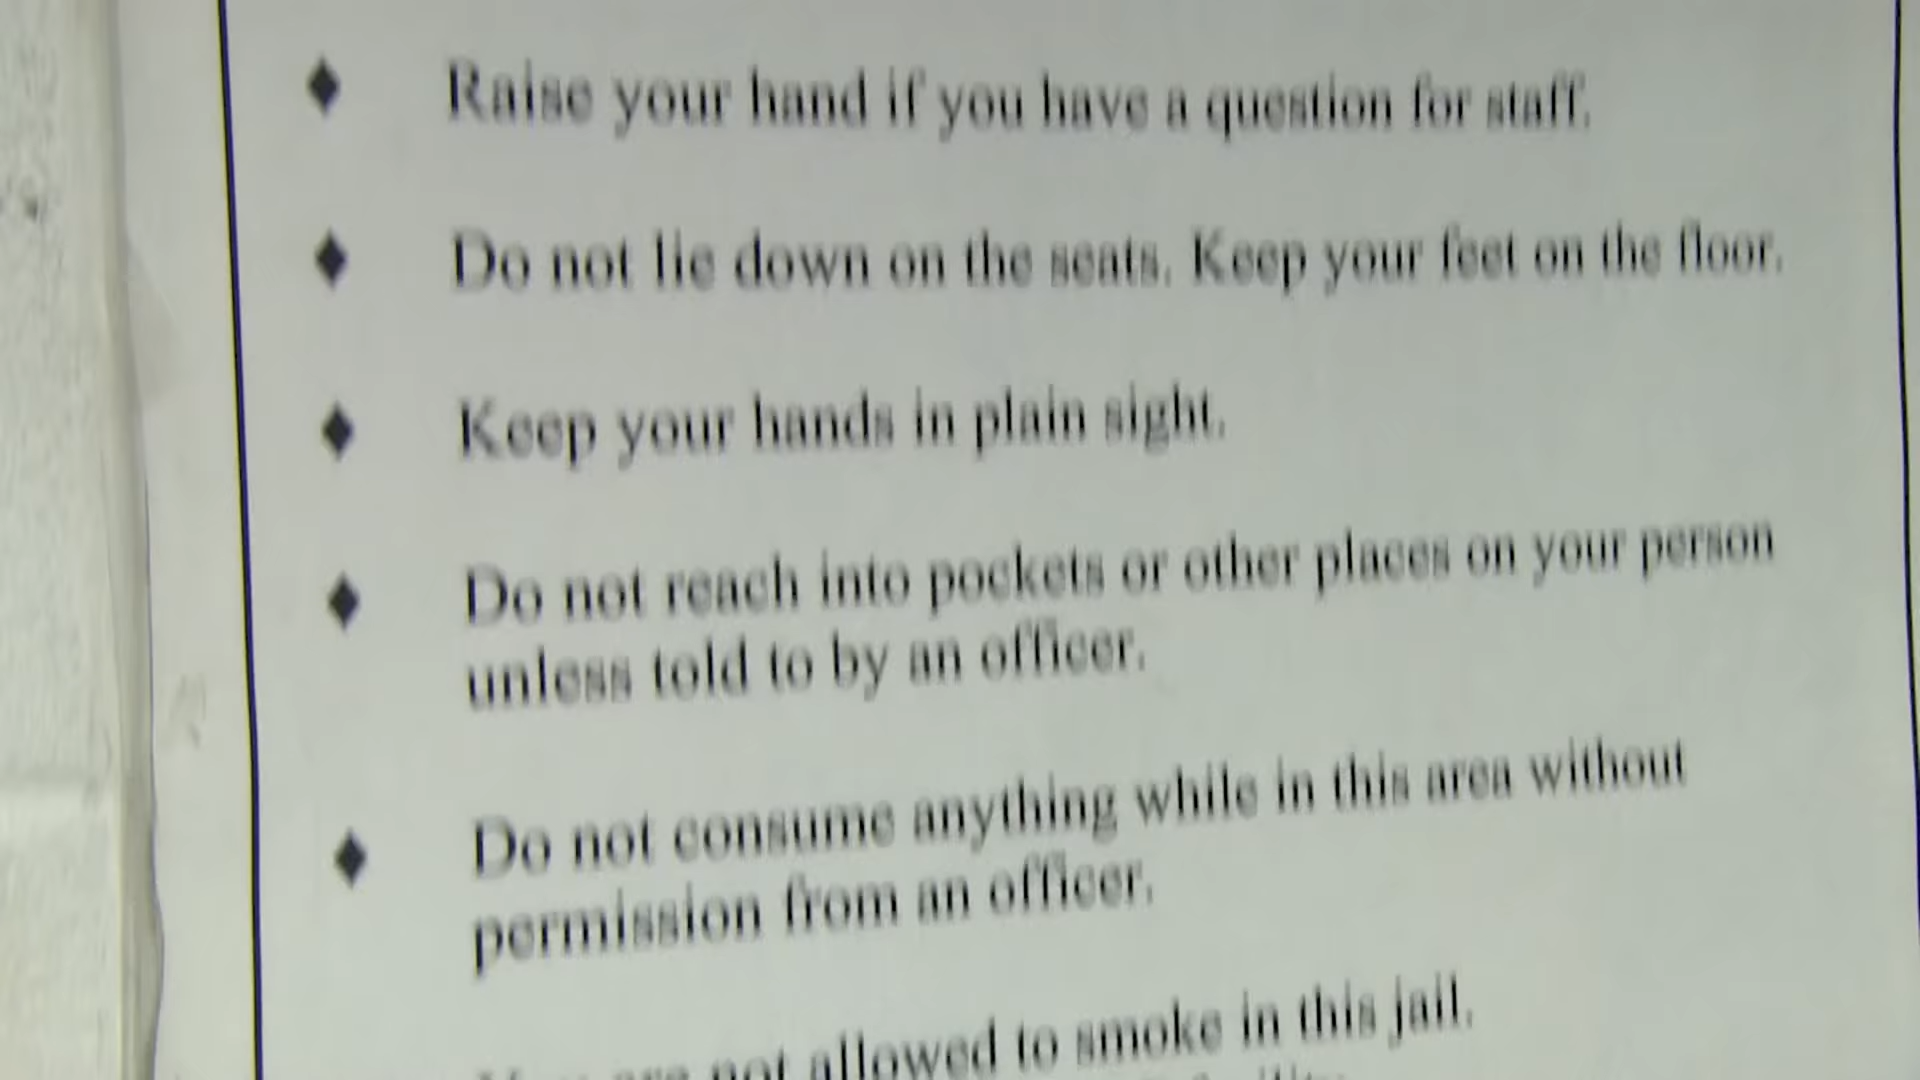 ♦ Raise your hand if you have a question for staff.
♦ Do not lie down on the seats. Keep your feet on the floor.
♦ Keep your hands in plain sight.
♦ Do not reach into pockets or other places on your person
unless told to by an officer.
♦ Do not consume anything while in this area without
permission from an officer.
You are not allowed to smoke in this jail.